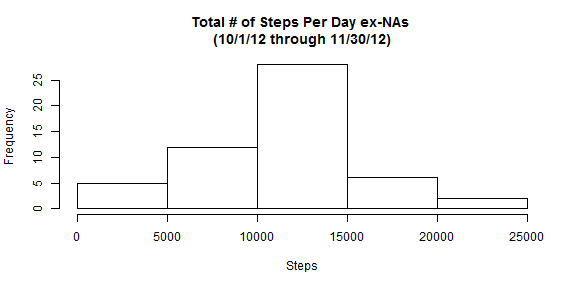 Total # of Steps Per Day ex-NAs
(10/1/12 through 11/30/12)
Frequency
25
20
15
10
5
0
0 5000 10000 15000 20000 25000
Steps